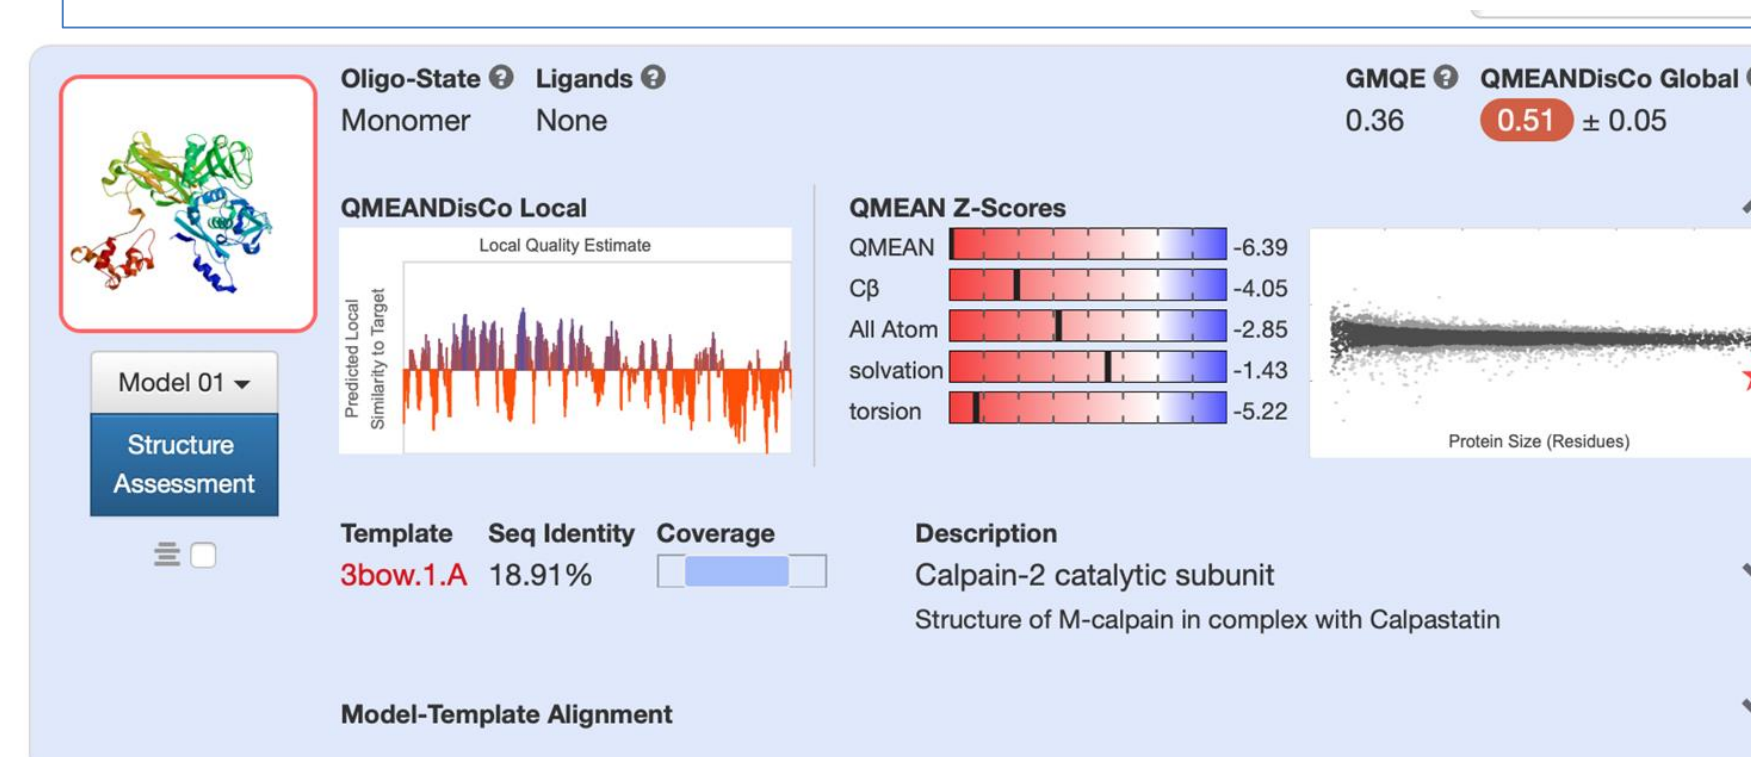 Oligo-State Ligands
Monomer None
GMQE QMEANDisCo Global
0.36 0.51 ± 0.05
QMEANDisCo Local
Local Quality Estimate
Predicted Local
Similarity to Target
QMEAN Z-Scores
QMEAN -6.39
Cβ -4.05
All Atom -2.85
solvation -1.43
torsion -5.22
Protein Size (Residues)
Model 01
Structure
Assessment
Template Seq Identity Coverage
3bow.1.A 18.91%
Description
Calpain-2 catalytic subunit
Structure of M-calpain in complex with Calpastatin
Model-Template Alignment